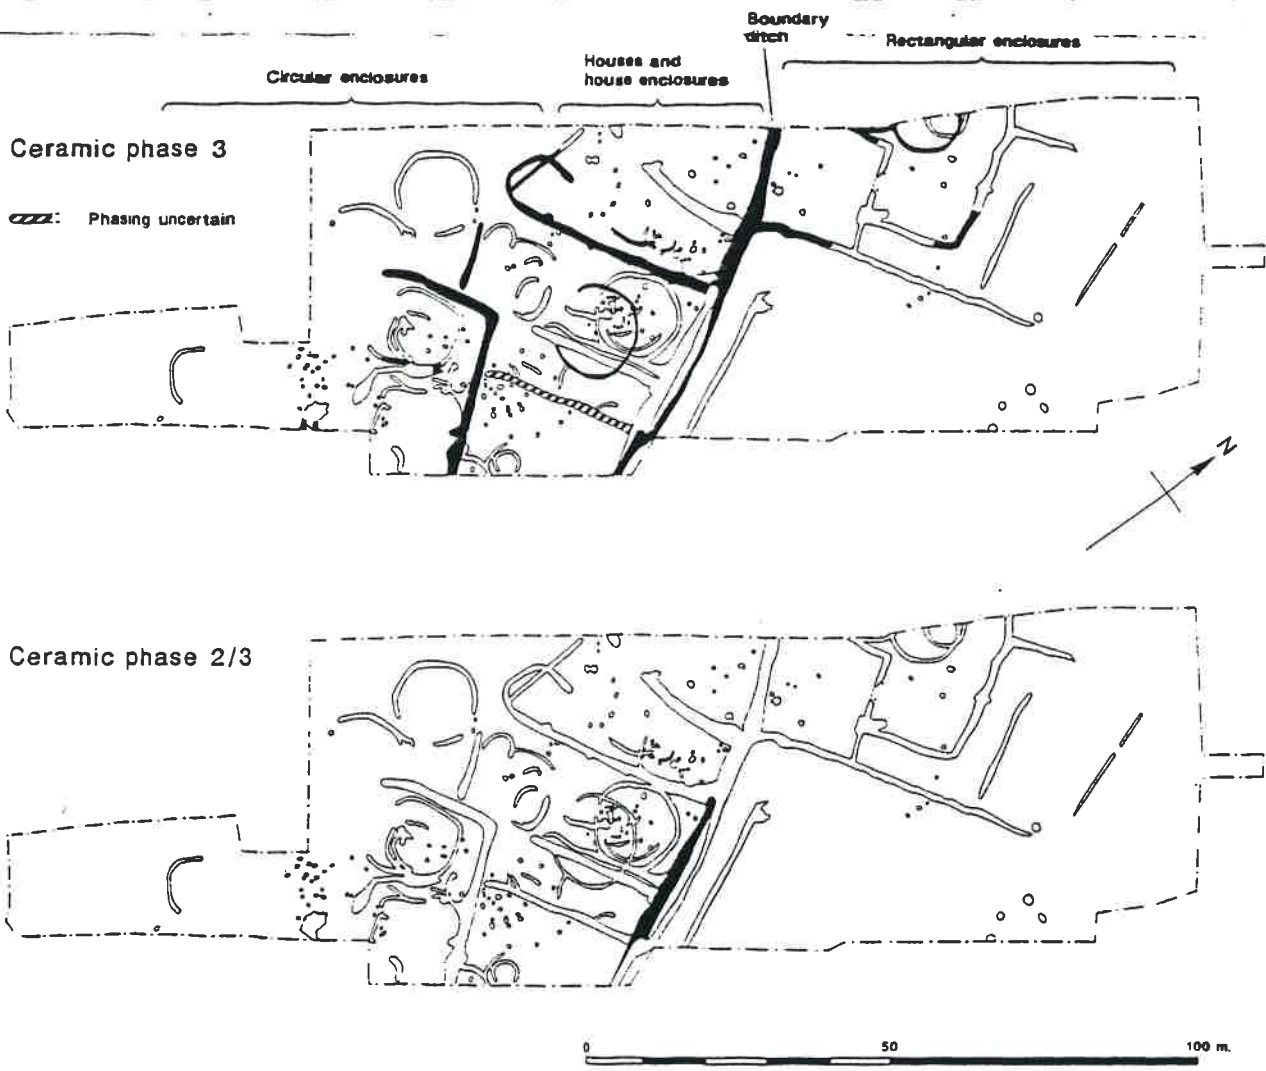 Boundary
ditch
Rectangular enclosures
Houses and
house enclosures
Circular enclosures
Ceramic phase 3
Phasing uncertain
N
Ceramic phase 2/3
0 50 100 m.